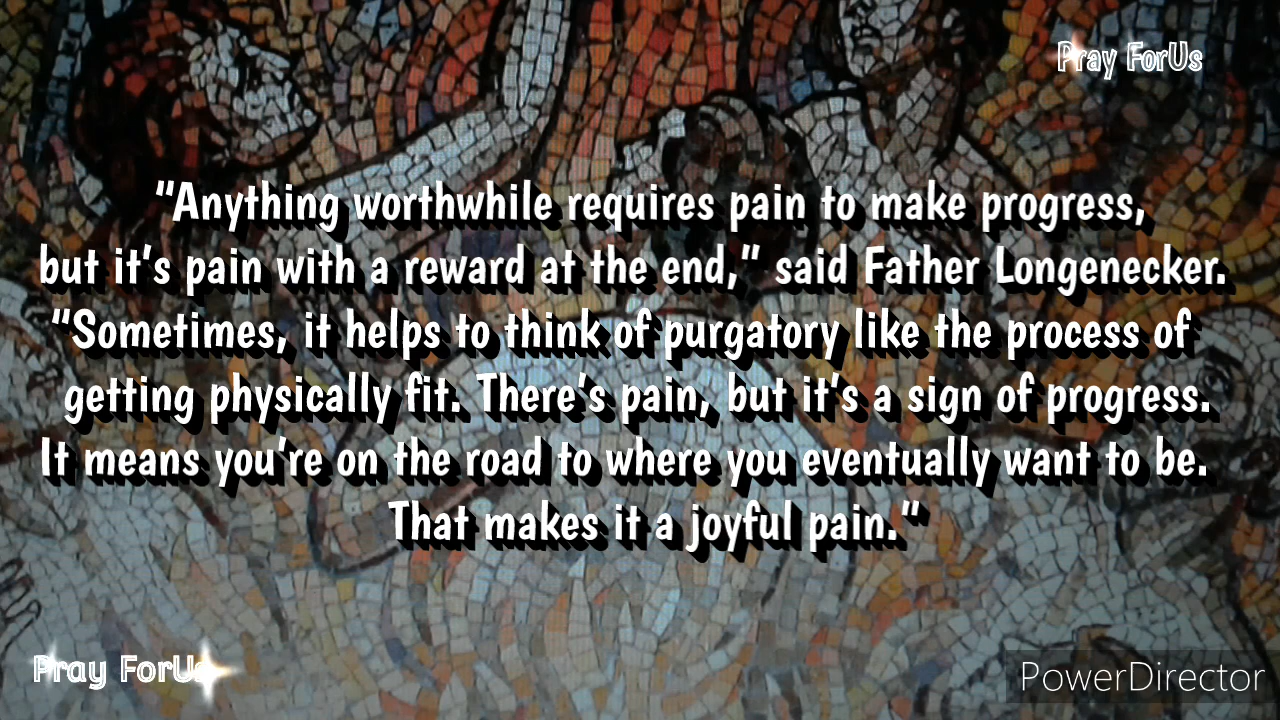 Pray ForUs
“Anything worthwhile requires pain to make progress,
but it’s pain with a reward at the end,” said Father Longenecker.
“Sometimes, it helps to think of purgatory like the process of
getting physically fit. There’s pain, but it’s a sign of progress.
It means you’re on the road to where you eventually want to be.
That makes it a joyful pain.”
Pray ForUs
PowerDirector